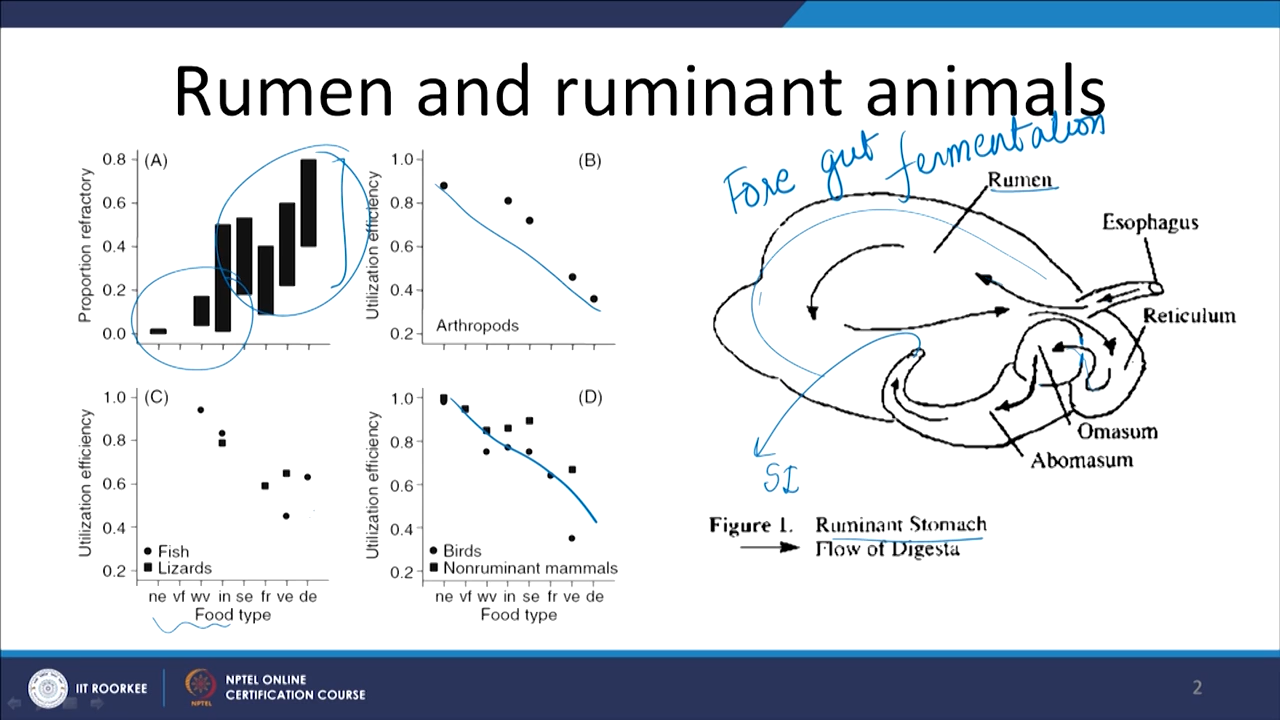 Rumen and ruminant animals
Fore gut fermentation
(A)
Proportion refractory
0.8
0.6
0.4
0.2
0.0
(B)
Utilization efficiency
1.0
0.8
0.6
0.4
0.2
Arthropods
(C)
Utilization efficiency
1.0
0.8
0.6
0.4
0.2
Fish
Lizards
ne vf wv in se fr ve de
Food type
(D)
Utilization efficiency
1.0
0.8
0.6
0.4
0.2
Birds
Nonruminant mammals
ne vf wv in se fr ve de
Food type
Rumen
Esophagus
Reticulum
Omasum
Abomasum
SI
Figure 1. Ruminant Stomach
Flow of Digesta
IIT ROORKEE
NPTEL
NPTEL ONLINE
CERTIFICATION COURSE
2